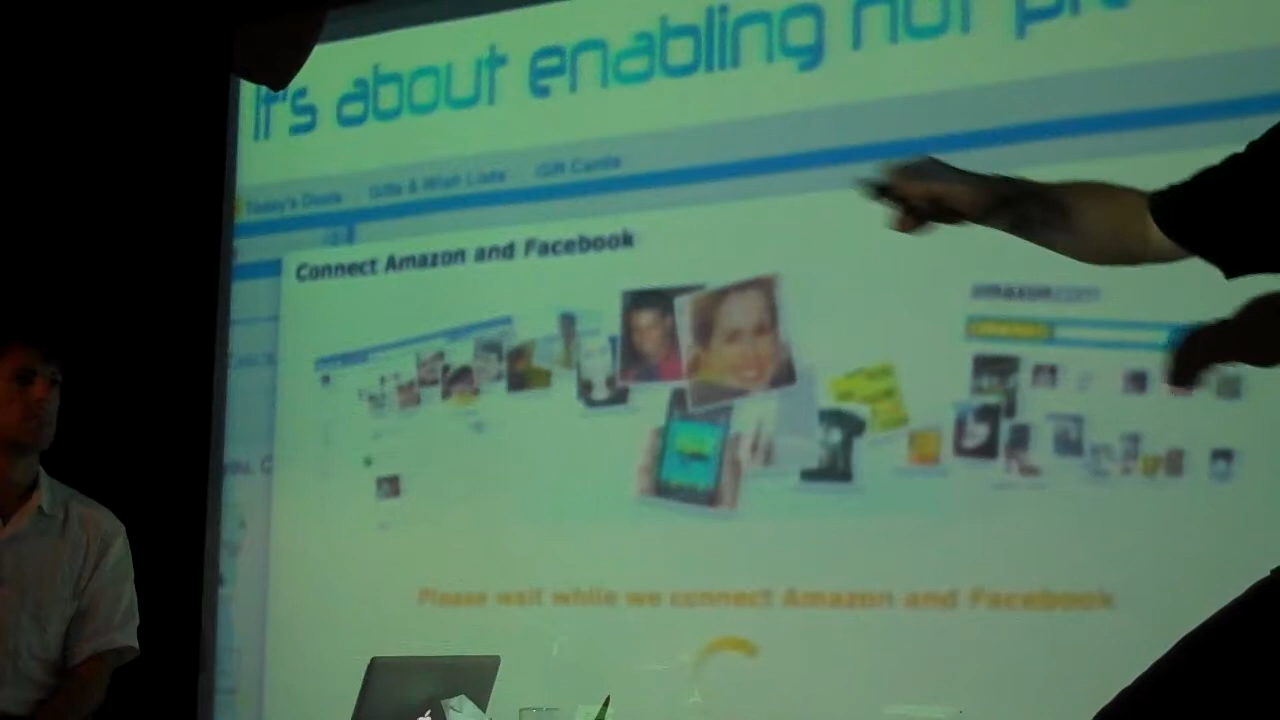 It's about enabling not
Today's Deals Gifts & Wish Lists Gift Cards
Connect Amazon and Facebook
amazon.com
Please wait while we connect Amazon and Facebook